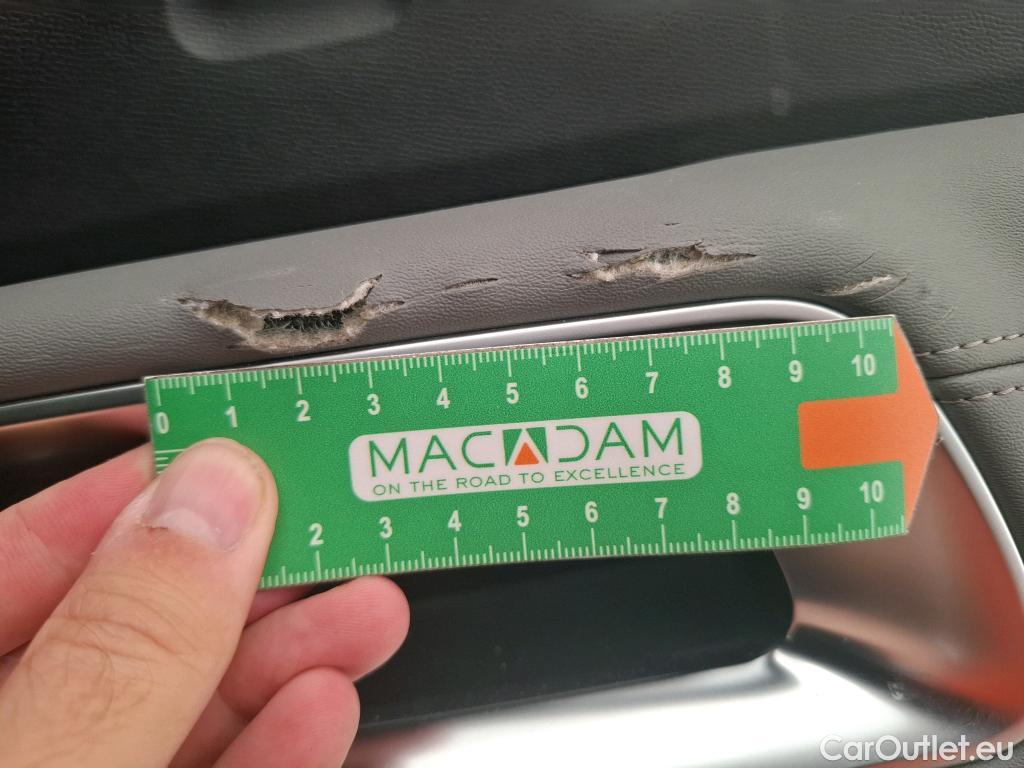 0 1 2 3 4 5 6 7 8 9 10
MACADAM
ON THE ROAD TO EXCELLENCE
2 3 4 5 6 7 8 9 10
CarOutlet.eu